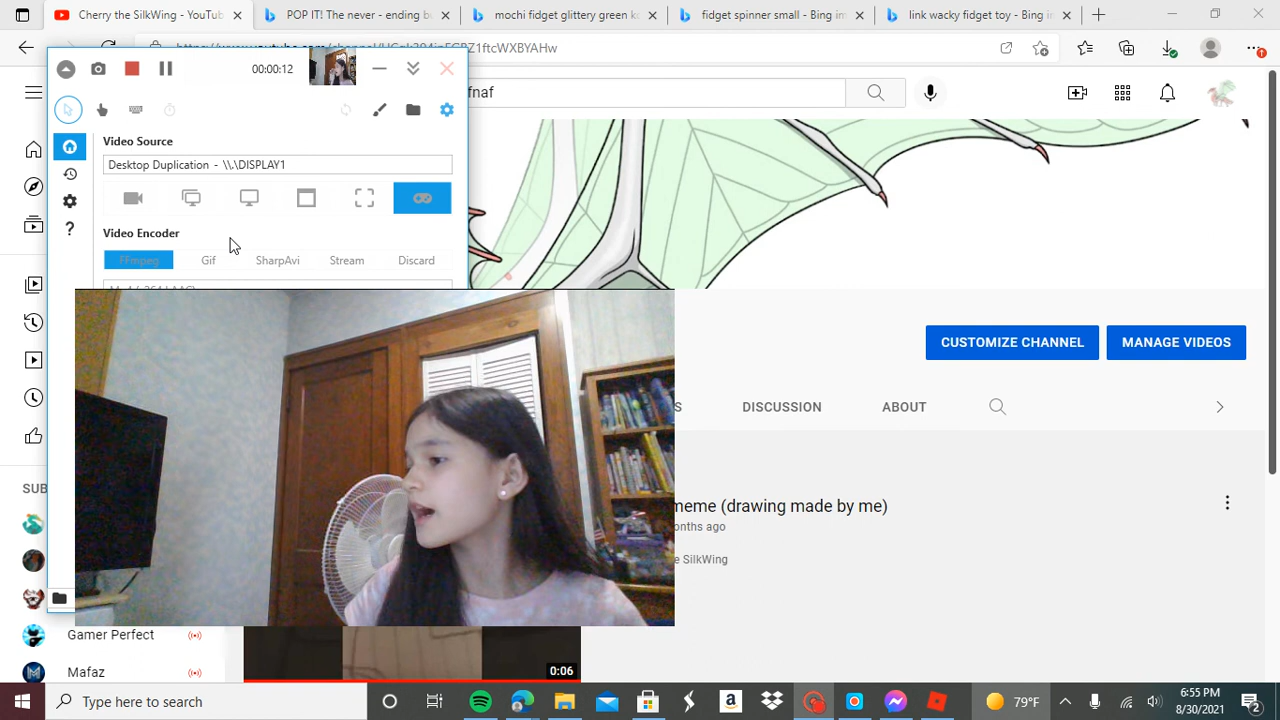 Cherry the SilkWing - YouTub
POP IT! The never - ending bu
mochi fidget glittery green k
fidget spinner small - Bing im
link wacky fidget toy - Bing im
00:00:12
fnaf
Video Source
Desktop Duplication - \\.\DISPLAY1
Video Encoder
FFmpeg Gif SharpAvi Stream Discard
CUSTOMIZE CHANNEL MANAGE VIDEOS
S DISCUSSION ABOUT
SUB
meme (drawing made by me)
onths ago
e SilkWing
Gamer Perfect
Mafaz
0:06
Type here to search
79°F
6:55 PM
8/30/2021
2